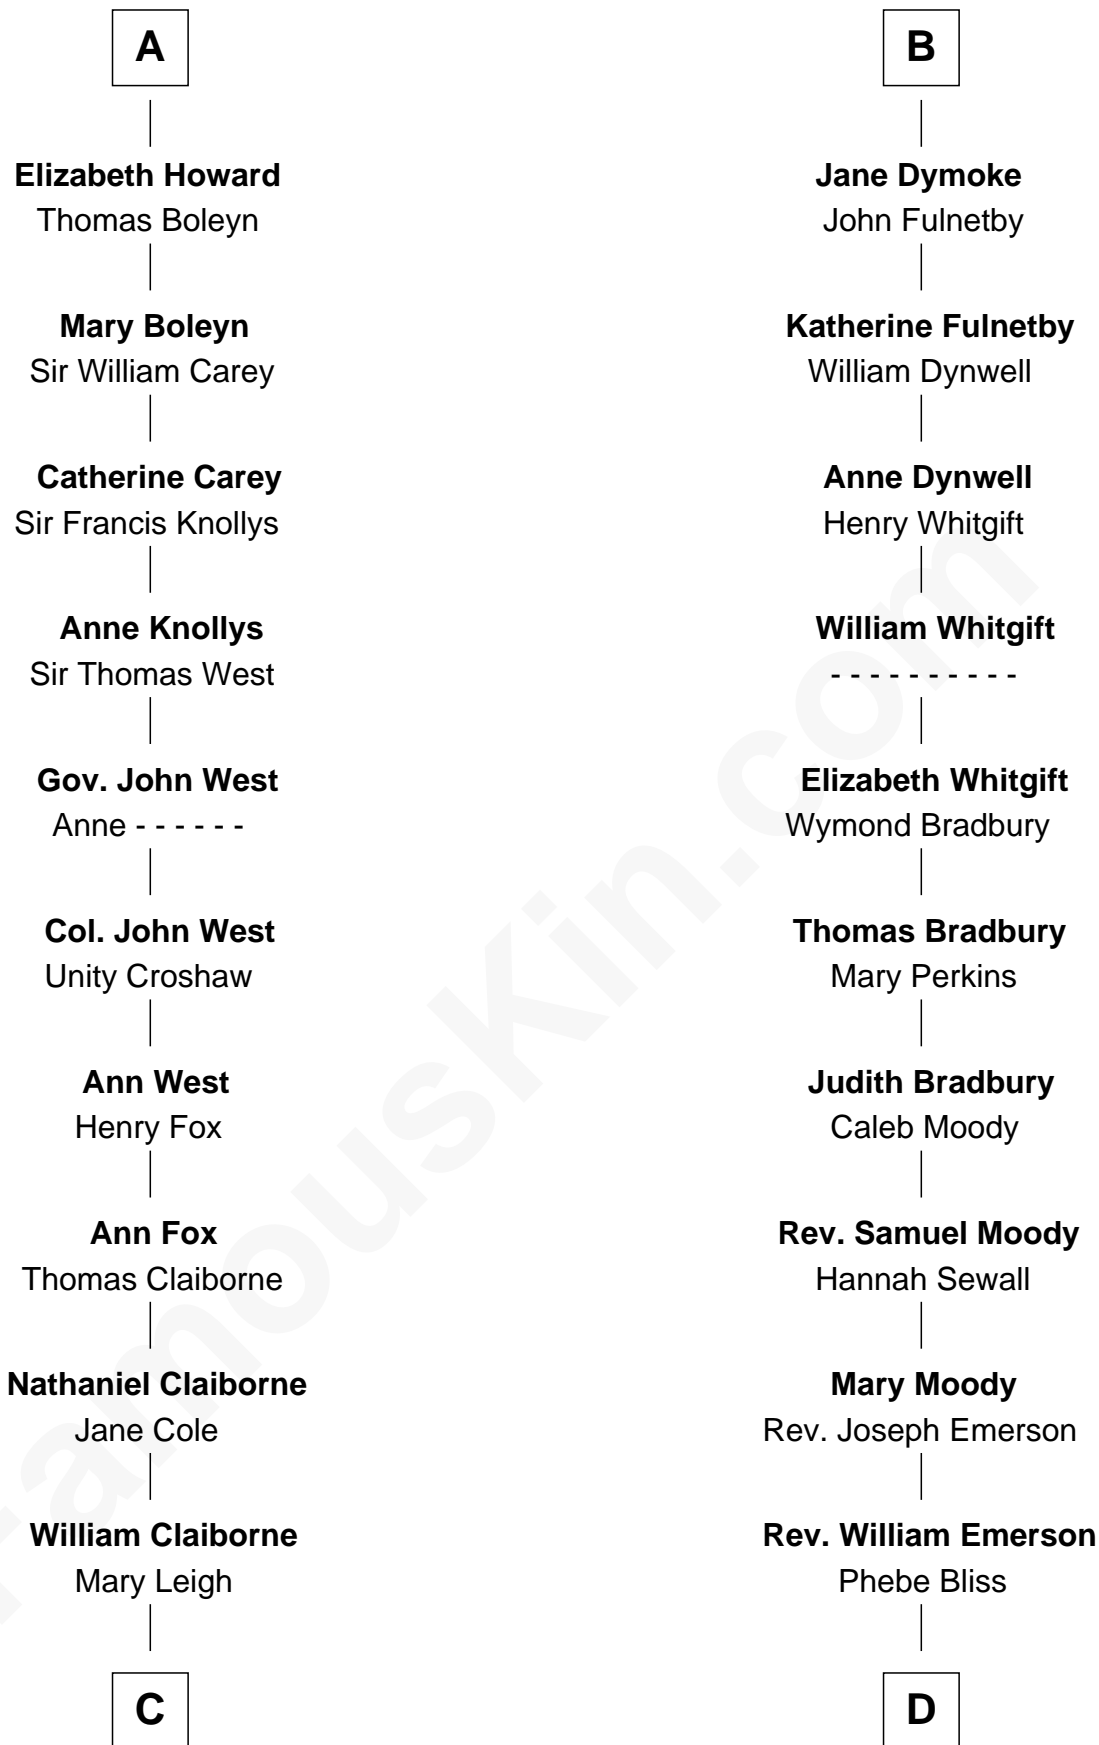 A
Elizabeth Howard
Thomas Boleyn
Mary Boleyn
Sir William Carey
Catherine Carey
Sir Francis Knollys
Anne Knollys
Sir Thomas West
Gov. John West
Anne - - - - - -
Col. John West
Unity Croshaw
Ann West
Henry Fox
Ann Fox
Thomas Claiborne
Nathaniel Claiborne
Jane Cole
William Claiborne
Mary Leigh
C
B
Jane Dymoke
John Fulnetby
Katherine Fulnetby
William Dynwell
Anne Dynwell
Henry Whitgift
William Whitgift
- - - - - - - - - -
Elizabeth Whitgift
Wymond Bradbury
Thomas Bradbury
Mary Perkins
Judith Bradbury
Caleb Moody
Rev. Samuel Moody
Hannah Sewall
Mary Moody
Rev. Joseph Emerson
Rev. William Emerson
Phebe Bliss
D
FamousKin.com